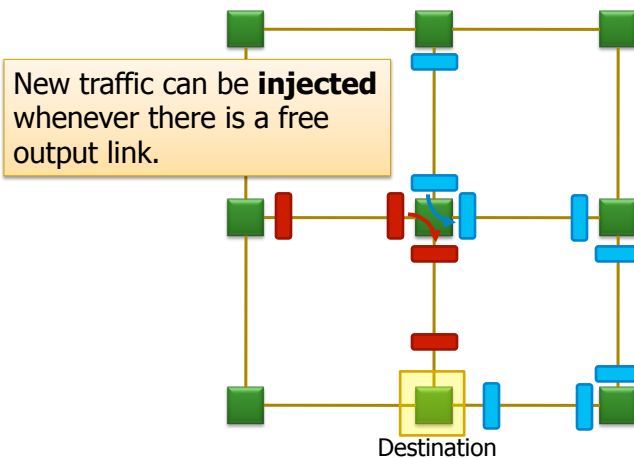 New traffic can be injected
whenever there is a free
output link.
Destination